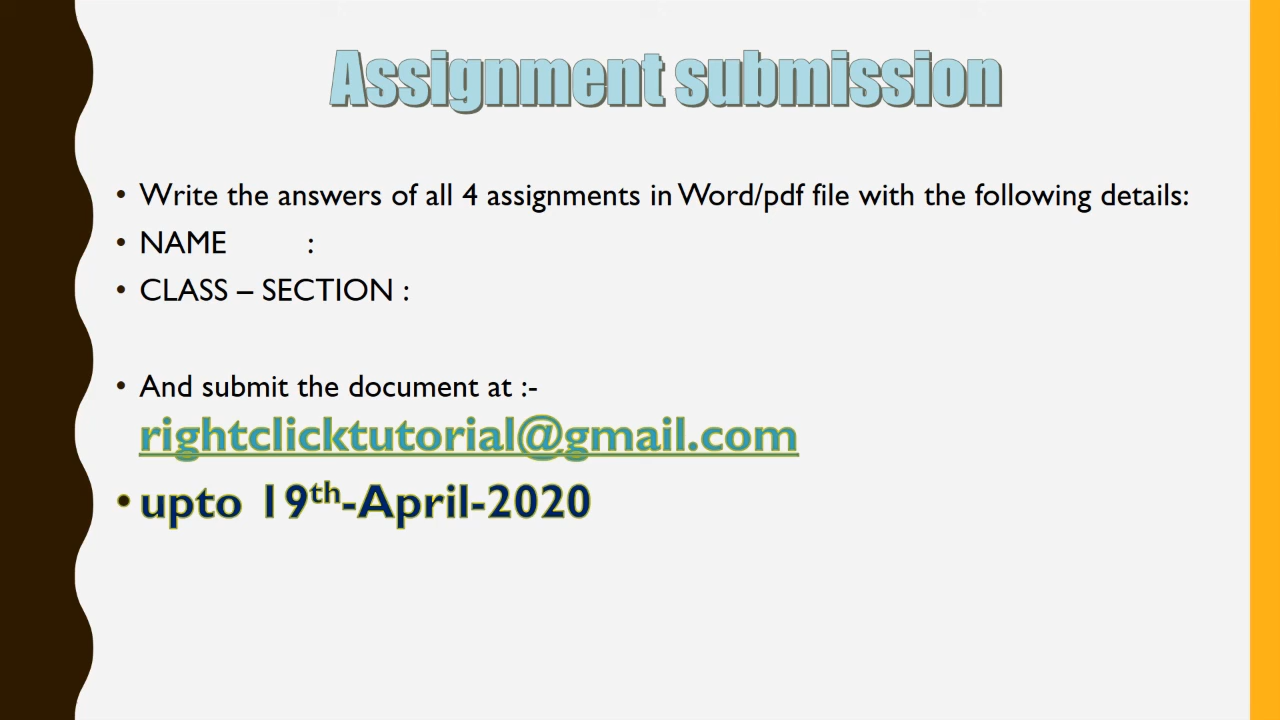 Assignment submission
• Write the answers of all 4 assignments in Word/pdf file with the following details:
• NAME :
• CLASS – SECTION :
• And submit the document at :-
rightclicktutorial@gmail.com
• upto 19th-April-2020